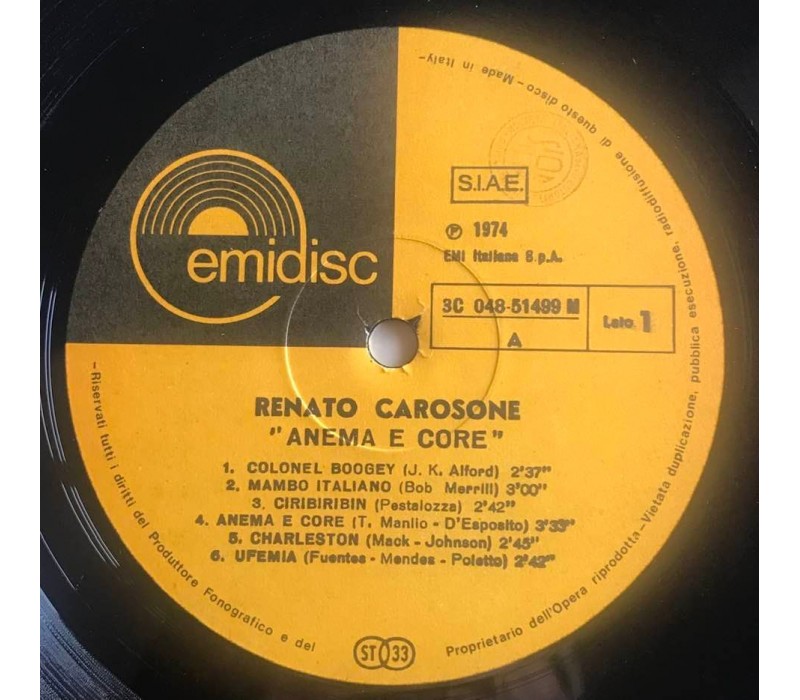 emidisc
S.I.A.E.
℗ 1974
EMI Italiana S.p.A.
3C 048-51499 M
A
Lato 1
RENATO CAROSONE
"ANEMA E CORE"
1. COLONEL BOOGEY (J. K. Alford) 2'37"
2. MAMBO ITALIANO (Bob Merrill) 3'00"
3. CIRIBIRIBIN (Pestalozza) 2'42"
4. ANEMA E CORE (T. Manlio - D'Esposito) 3'33"
5. CHARLESTON (Mack - Johnson) 2'45"
6. UFEMIA (Fuentes - Mendes - Poletto) 2'42"
ST 33
- Riservati tutti i diritti del Produttore Fonografico e del Proprietario dell'Opera riprodotta - Vietata duplicazione, pubblica esecuzione, radiodiffusione di questo disco - Made in Italy -